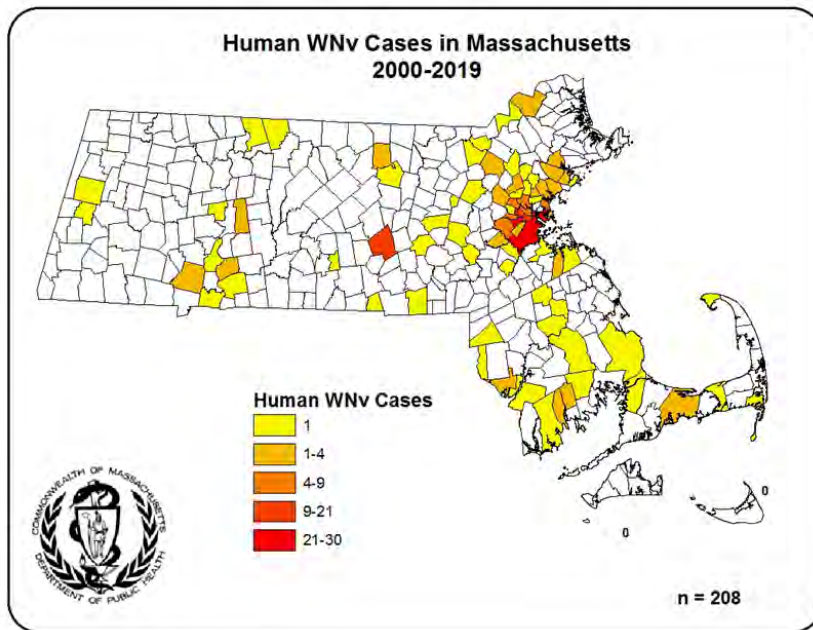 Human WNv Cases in Massachusetts
2000-2019
Human WNv Cases
1
1-4
4-9
9-21
21-30
COMMONWEALTH OF MASSACHUSETTS
DEPARTMENT OF PUBLIC HEALTH
0
0
n = 208